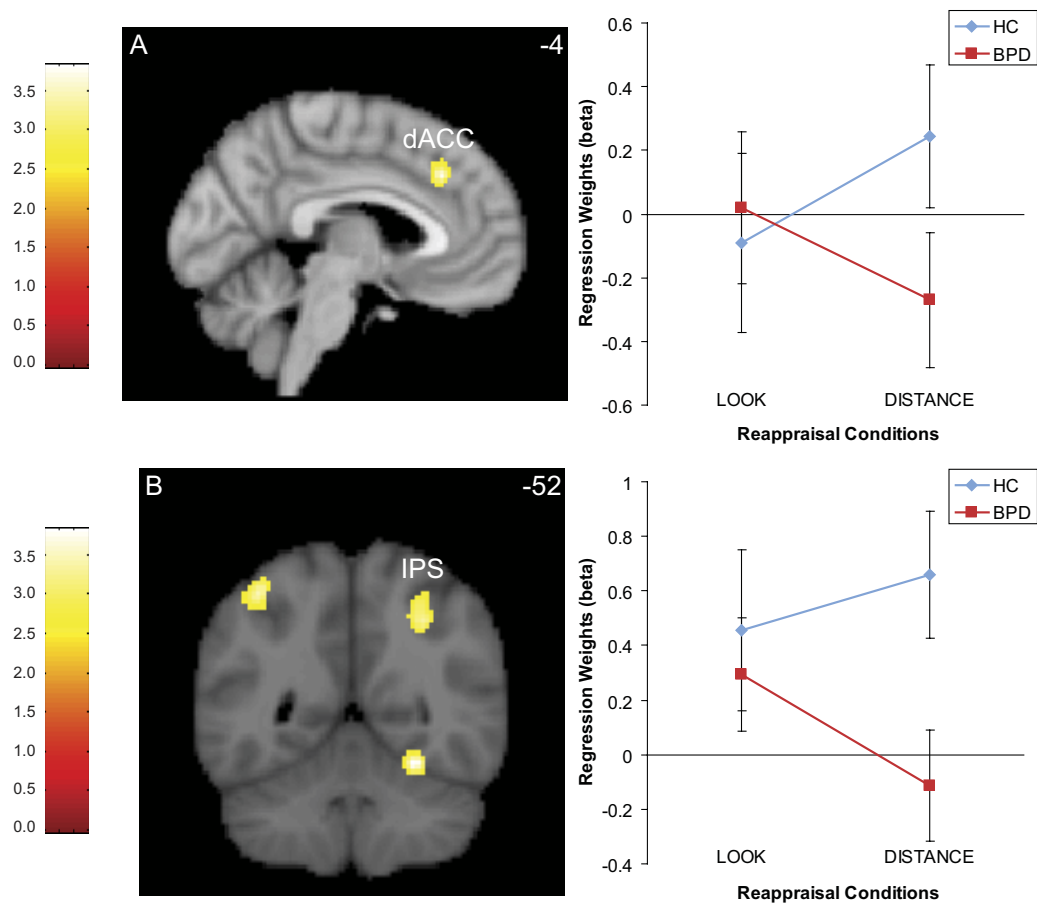 A
-4
dACC
3.5
3.0
2.5
2.0
1.5
1.0
0.5
0.0
HC
BPD
Regression Weights (beta)
0.6
0.4
0.2
0
-0.2
-0.4
-0.6
LOOK DISTANCE
Reappraisal Conditions
B
-52
IPS
3.5
3.0
2.5
2.0
1.5
1.0
0.5
0.0
HC
BPD
Regression Weights (beta)
1
0.8
0.6
0.4
0.2
0
-0.2
-0.4
LOOK DISTANCE
Reappraisal Conditions